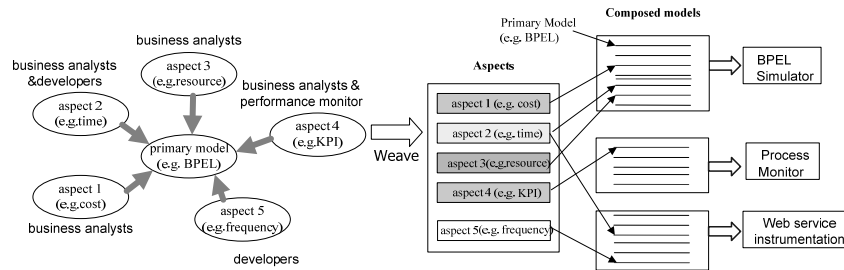 business analysts
aspect 3
(e.g,resource)
business analysts
&developers
aspect 2
(e.g,time)
business analysts &
performance monitor
aspect4
(e.g,KPI)
primary model
(e.g. BPEL)
aspect 1
(e.g,cost)
business analysts
aspect 5
(e.g.frequency)
developers
Weave
Aspects
aspect 1 (e.g. cost)
aspect 2 (e.g. time)
aspect 3(e.g,resource)
aspect 4 (e.g. KPI)
aspect 5(e.g. frequency)
Composed models
Primary Model
(e.g. BPEL)
BPEL
Simulator
Process
Monitor
Web service
instrumentation